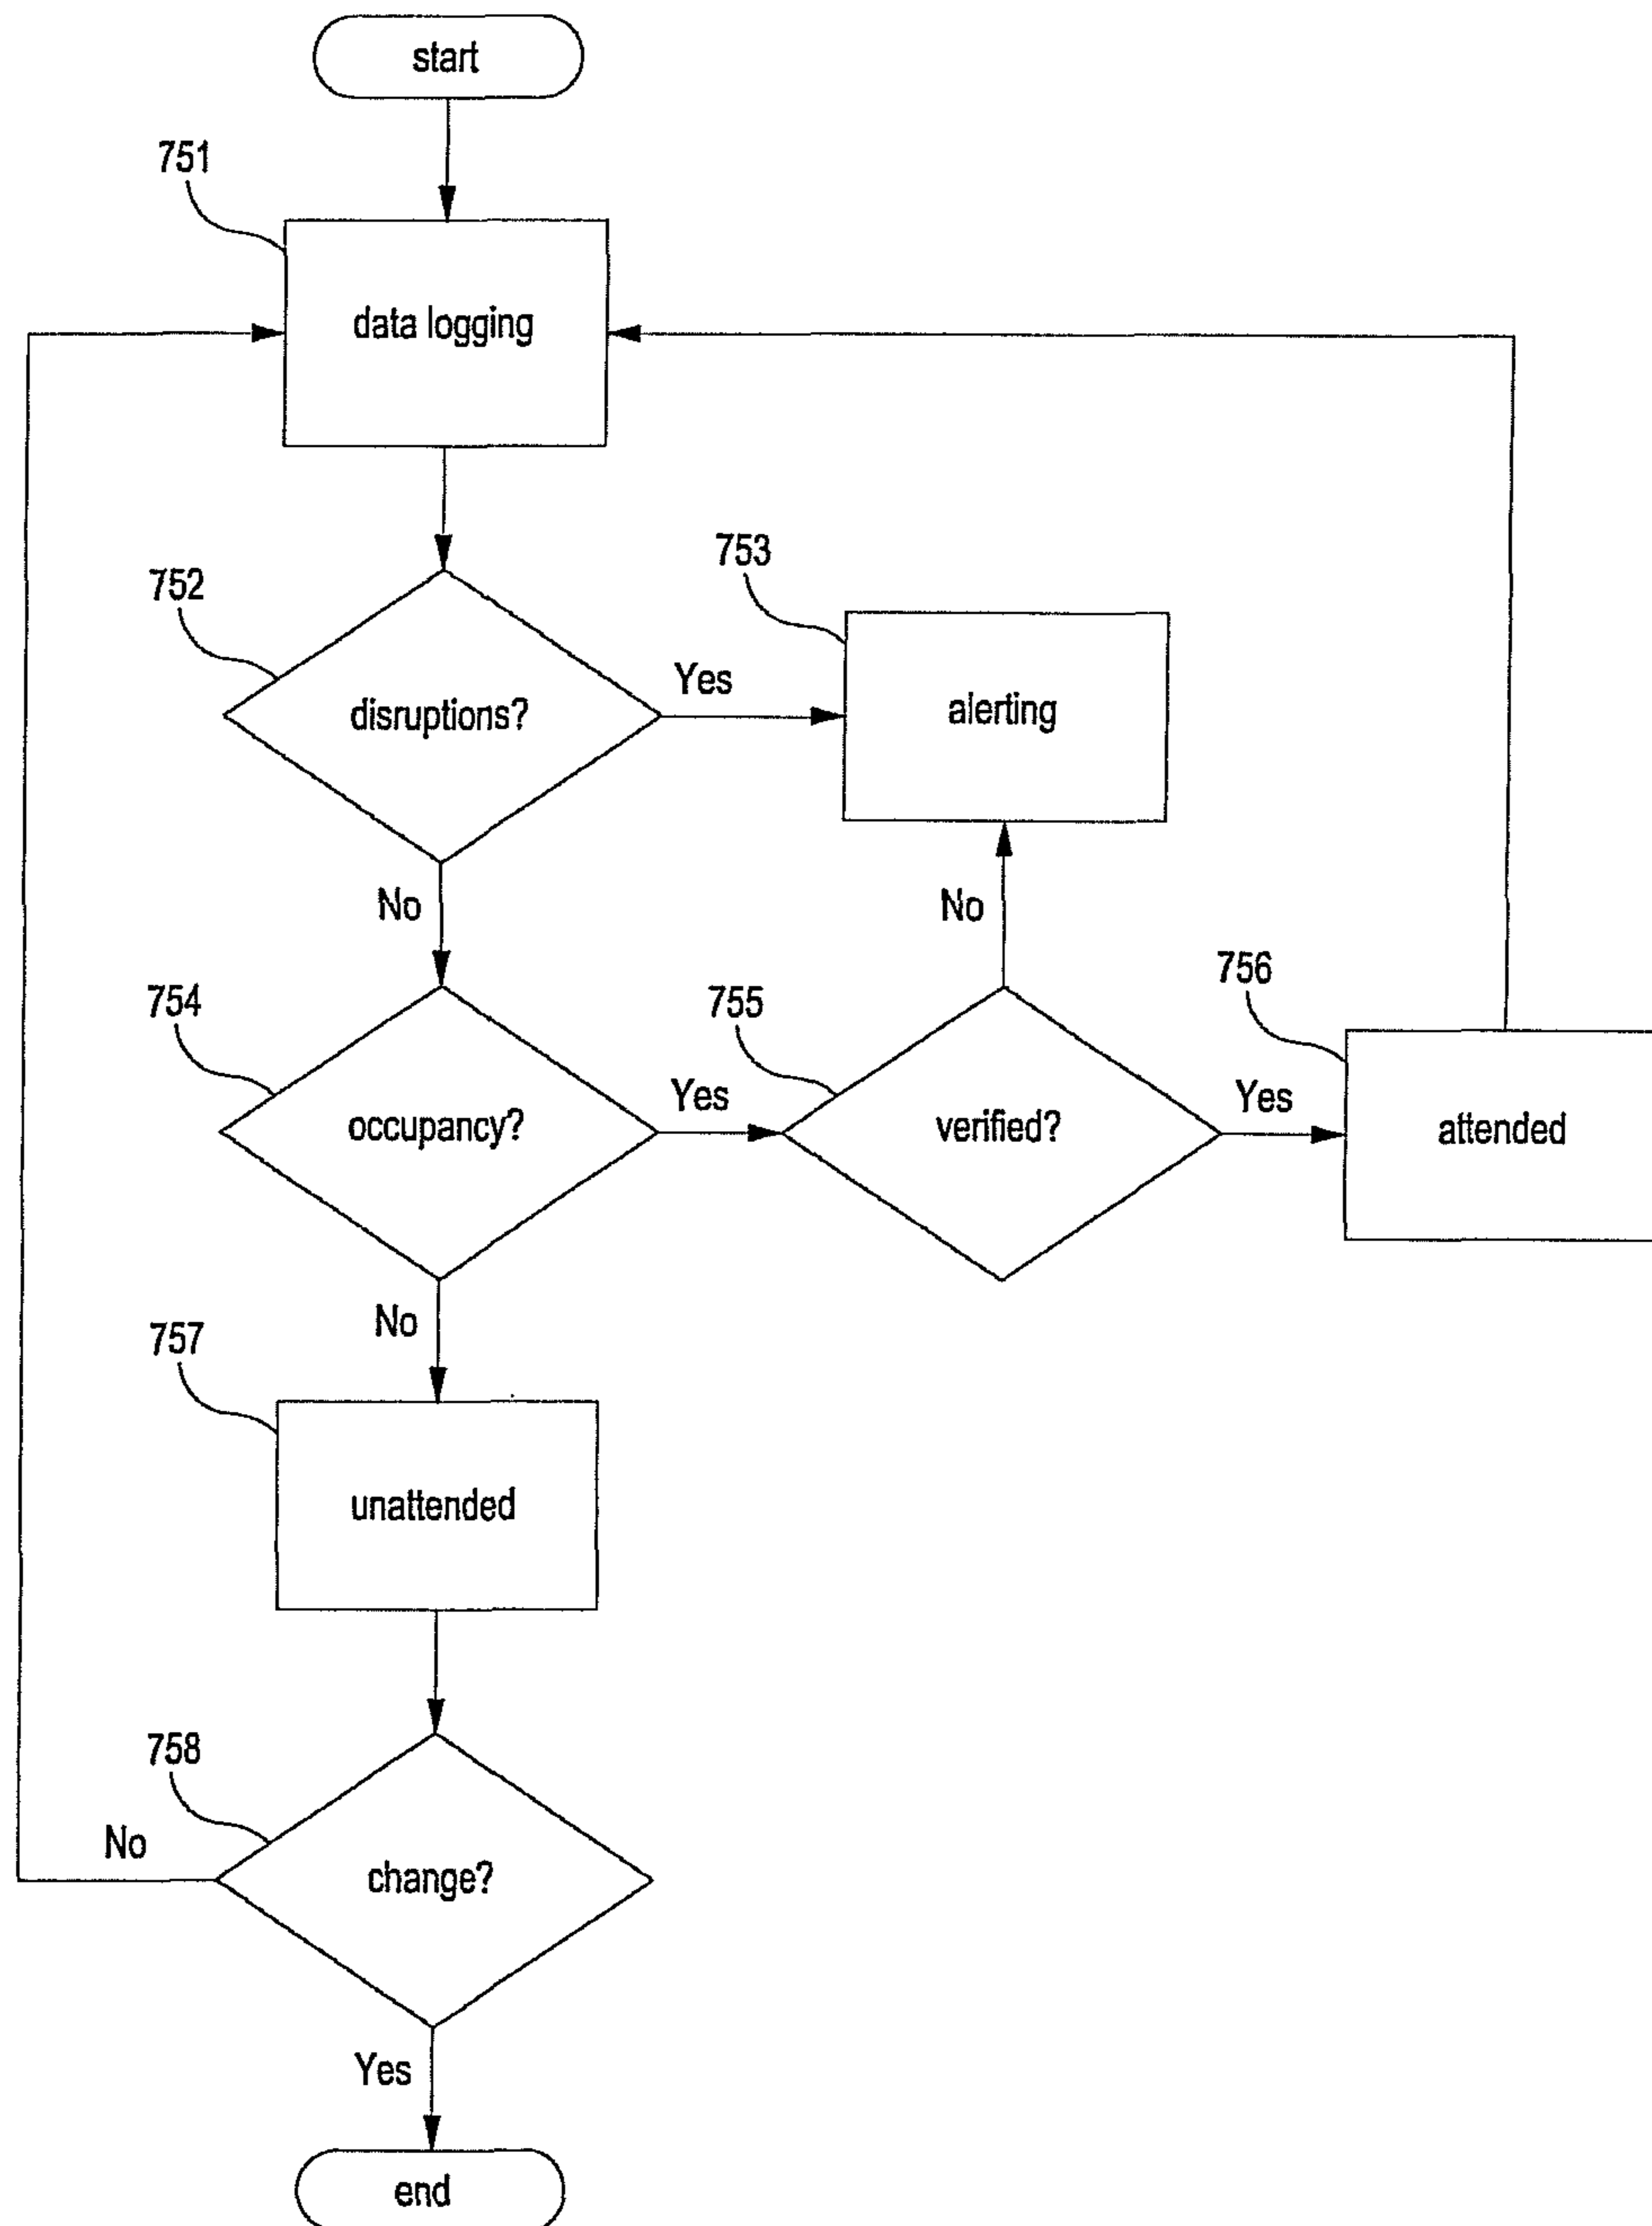 start
751
data logging
752
disruptions?
Yes
753
alerting
No
No
754
occupancy?
Yes
755
verified?
Yes
756
attended
No
757
unattended
758
No
change?
Yes
end